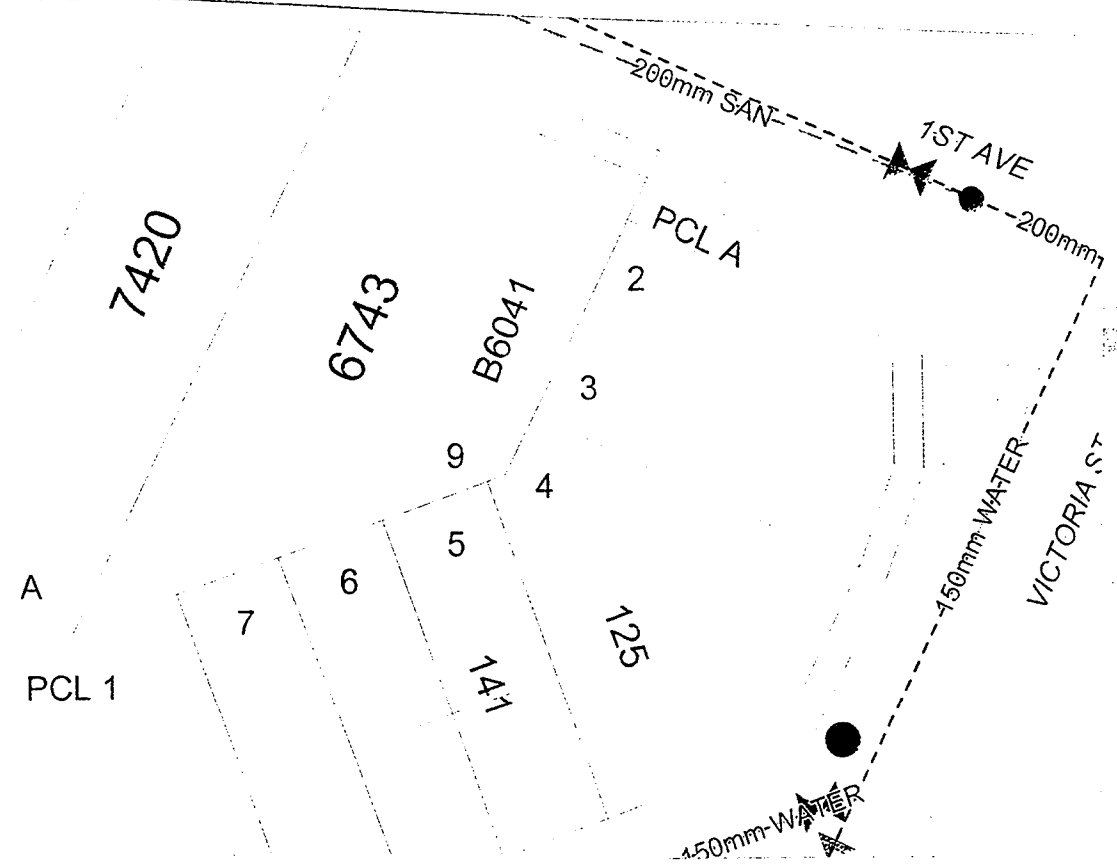 200mm SAN
1ST AVE
200mm
PCL A
7420
2
6743
B6041
3
9
4
VICTORIA ST
150mm WATER
5
6
A
7
125
141
PCL 1
150mm WATER